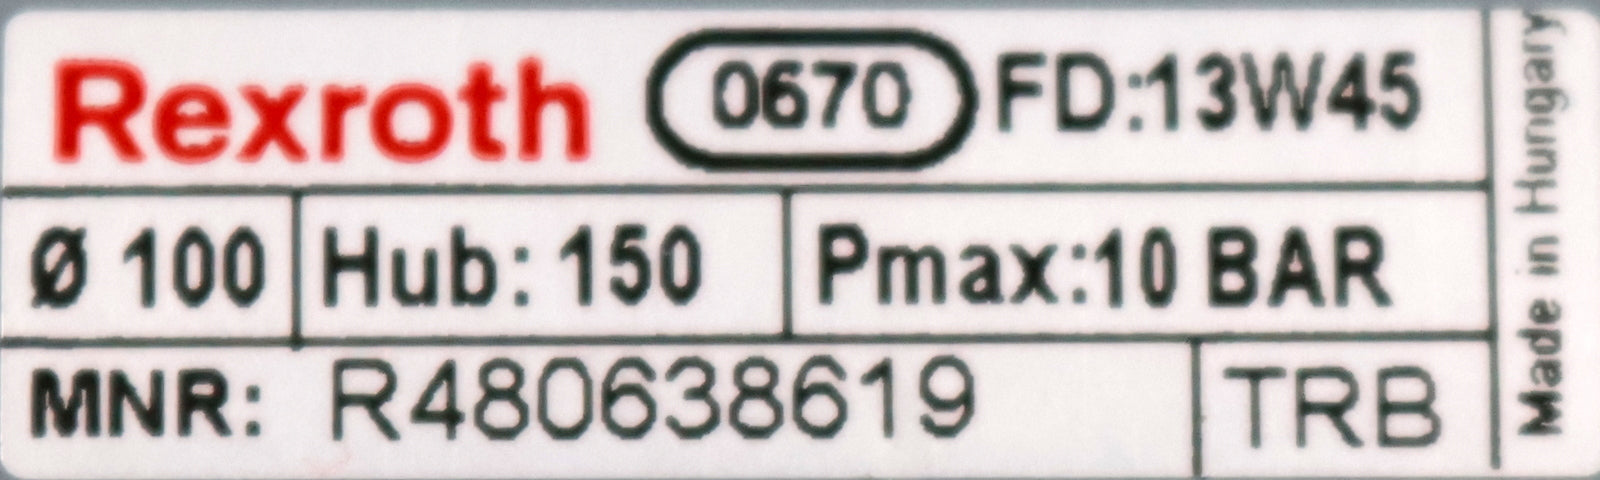 Rexroth 0670 FD:13W45
Ø 100 Hub: 150 Pmax:10 BAR
MNR: R480638619 TRB
Made in Hungary